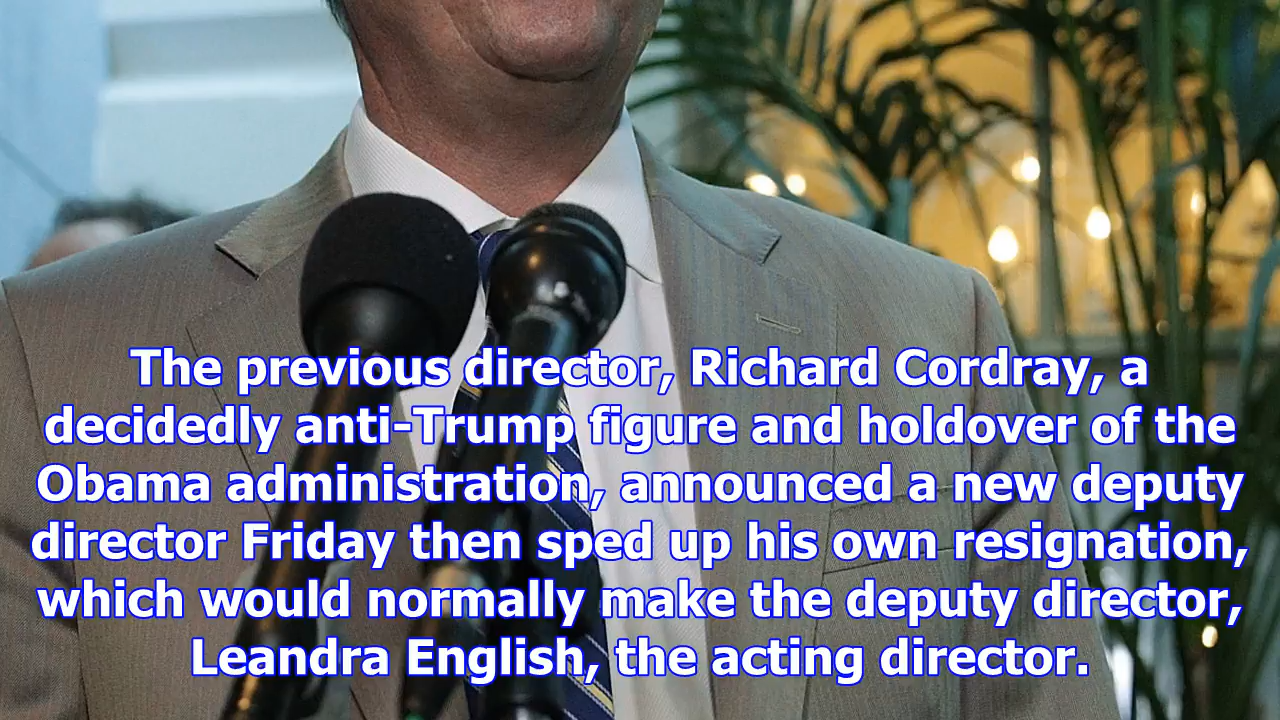 The previous director, Richard Cordray, a
decidedly anti-Trump figure and holdover of the
Obama administration, announced a new deputy
director Friday then sped up his own resignation,
which would normally make the deputy director,
Leandra English, the acting director.